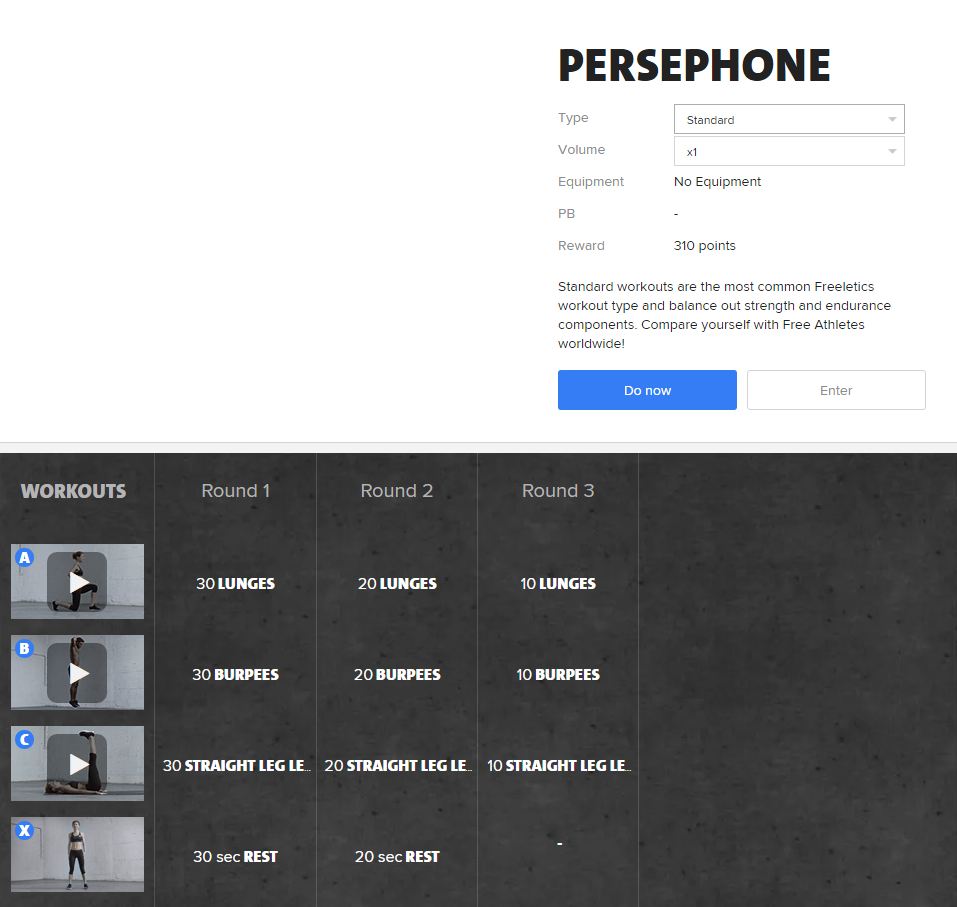 PERSEPHONE
Type Standard
Volume x1
Equipment No Equipment
PB -
Reward 310 points
Standard workouts are the most common Freeletics
workout type and balance out strength and endurance
components. Compare yourself with Free Athletes
worldwide!
Do now Enter
WORKOUTS Round 1 Round 2 Round 3
A 30 LUNGES 20 LUNGES 10 LUNGES
B 30 BURPEES 20 BURPEES 10 BURPEES
C 30 STRAIGHT LEG LE... 20 STRAIGHT LEG LE... 10 STRAIGHT LEG LE...
X 30 sec REST 20 sec REST -